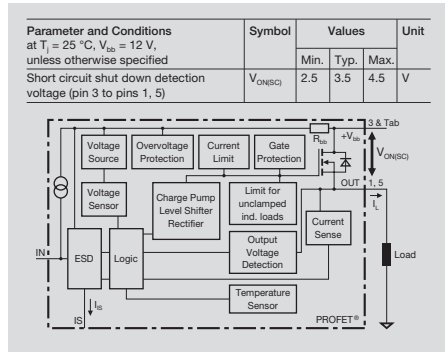 Parameter and Conditions Symbol Values Unit
at Tj = 25 °C, Vbb = 12 V,
unless otherwise specified Min. Typ. Max.
Short circuit shut down detection VON(SC) 2.5 3.5 4.5 V
voltage (pin 3 to pins 1, 5)
3 & Tab
Rbb +Vbb
Voltage Source
Overvoltage Protection
Current Limit
Gate Protection
VON(SC)
OUT 1, 5
IL
Voltage Sensor
Charge Pump
Level Shifter
Rectifier
Limit for
unclamped
ind. loads
Current
Sense
IN
ESD
Logic
Output
Voltage
Detection
Load
Temperature
Sensor
IIS
IS
PROFET®